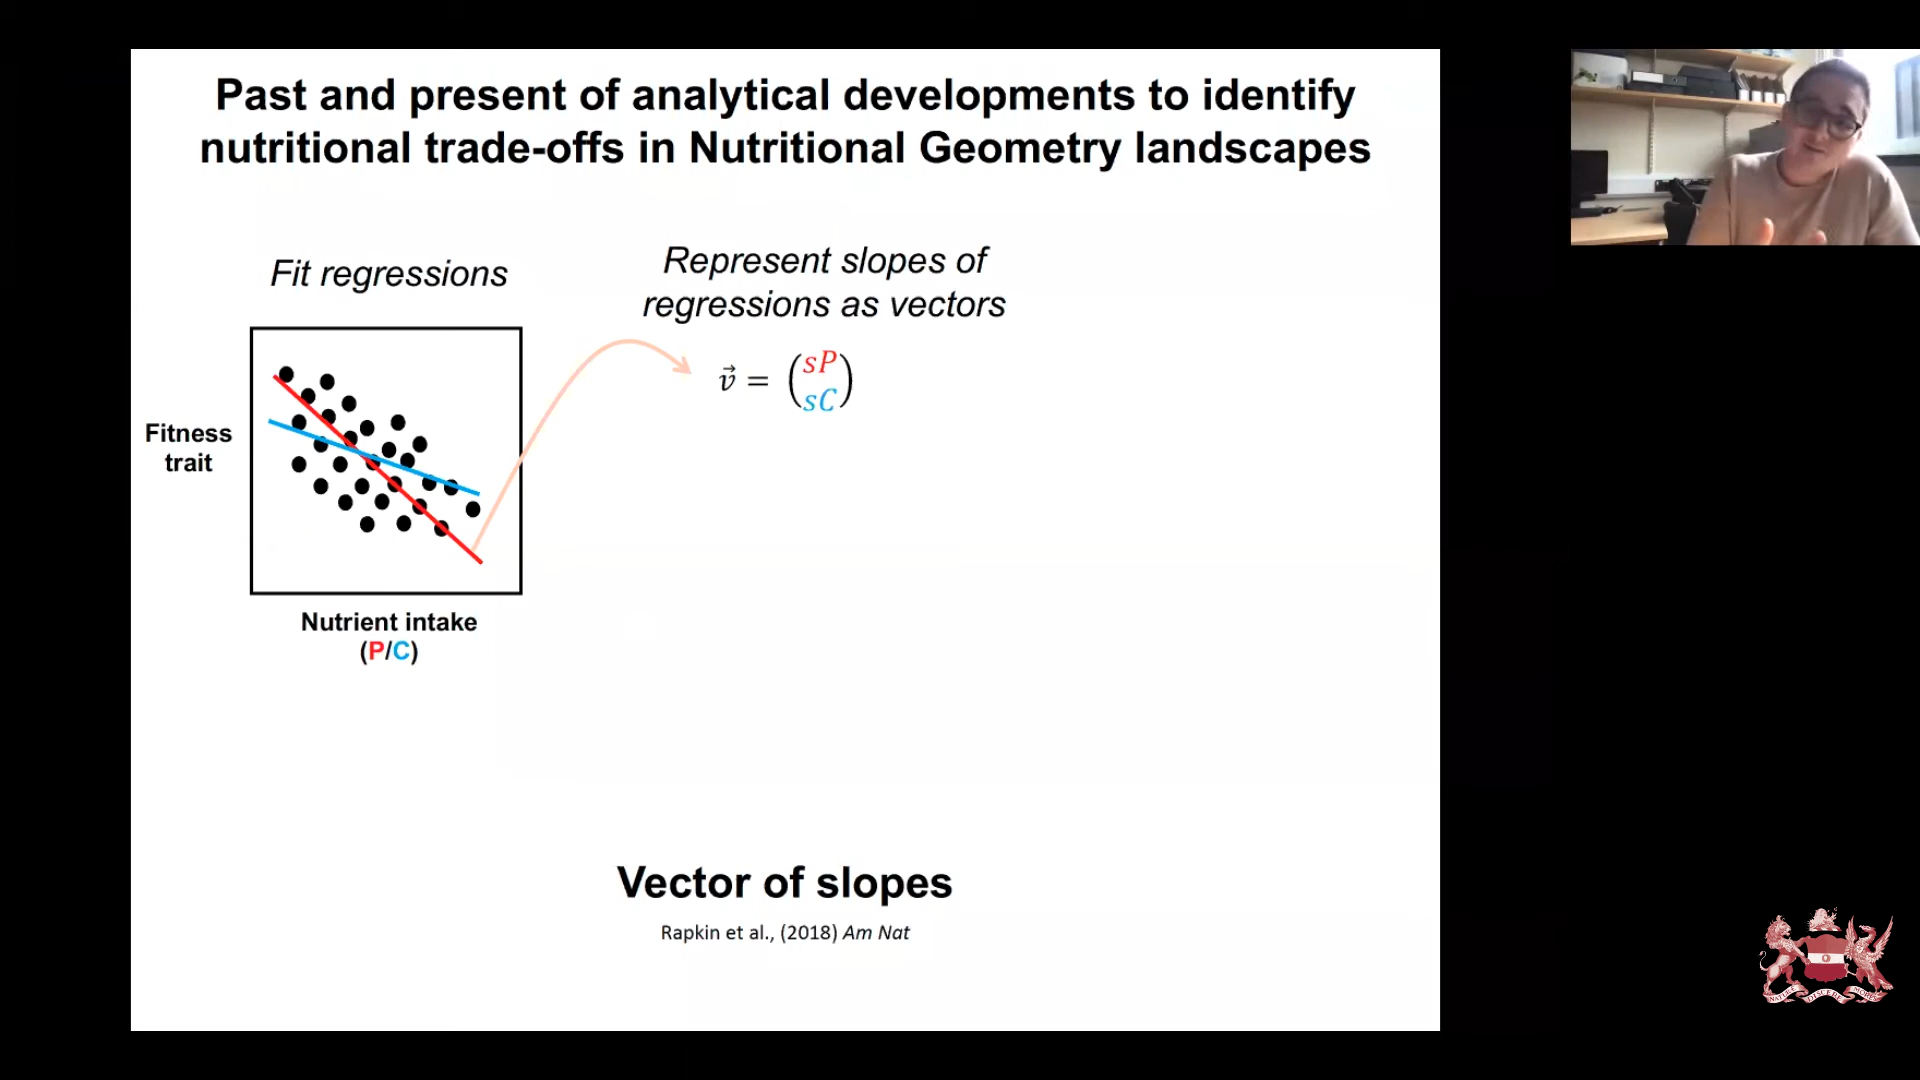 Past and present of analytical developments to identify
nutritional trade-offs in Nutritional Geometry landscapes
Fit regressions
Represent slopes of
regressions as vectors
v⃗ = (sP
sC)
Fitness
trait
Nutrient intake
(P/C)
Vector of slopes
Rapkin et al., (2018) Am Nat